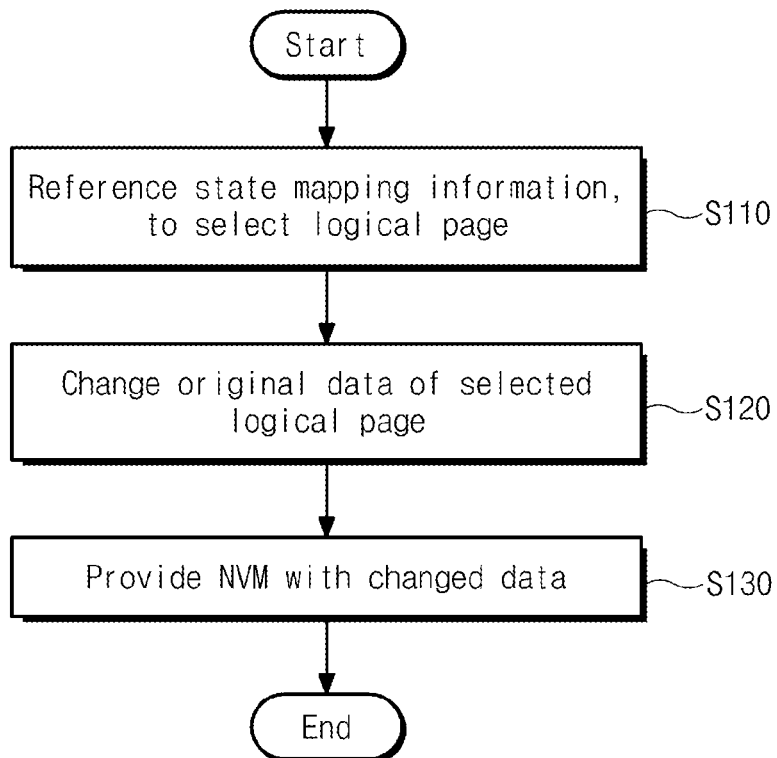 Start
Reference state mapping information,
to select logical page
S110
Change original data of selected
logical page
S120
Provide NVM with changed data
S130
End